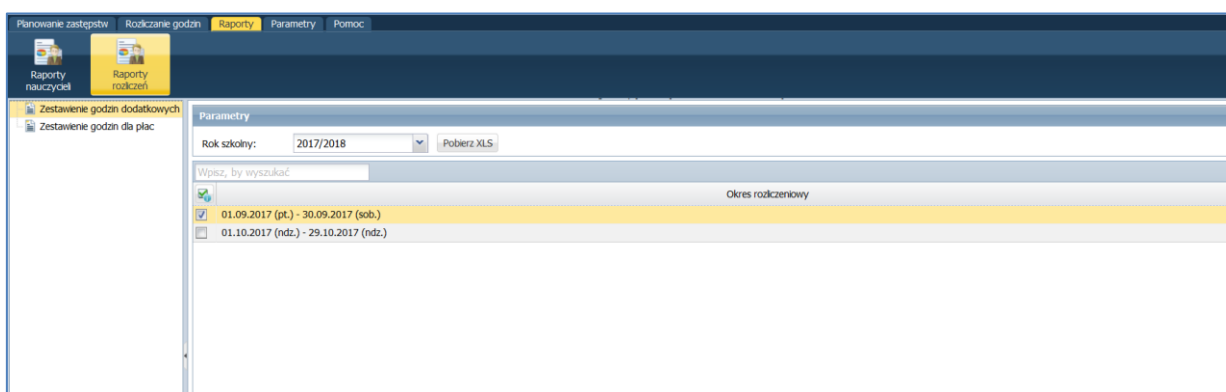 Planowanie zastępstw Rozliczanie godzin Raporty Parametry Pomoc
Raporty nauczycieli
Raporty rozliczeń
Zestawienie godzin dodatkowych
Zestawienie godzin dla płac
Parametry
Rok szkolny: 2017/2018 Pobierz XLS
Wpisz, by wyszukać
Okres rozliczeniowy
01.09.2017 (pt.) - 30.09.2017 (sob.)
01.10.2017 (ndz.) - 29.10.2017 (ndz.)